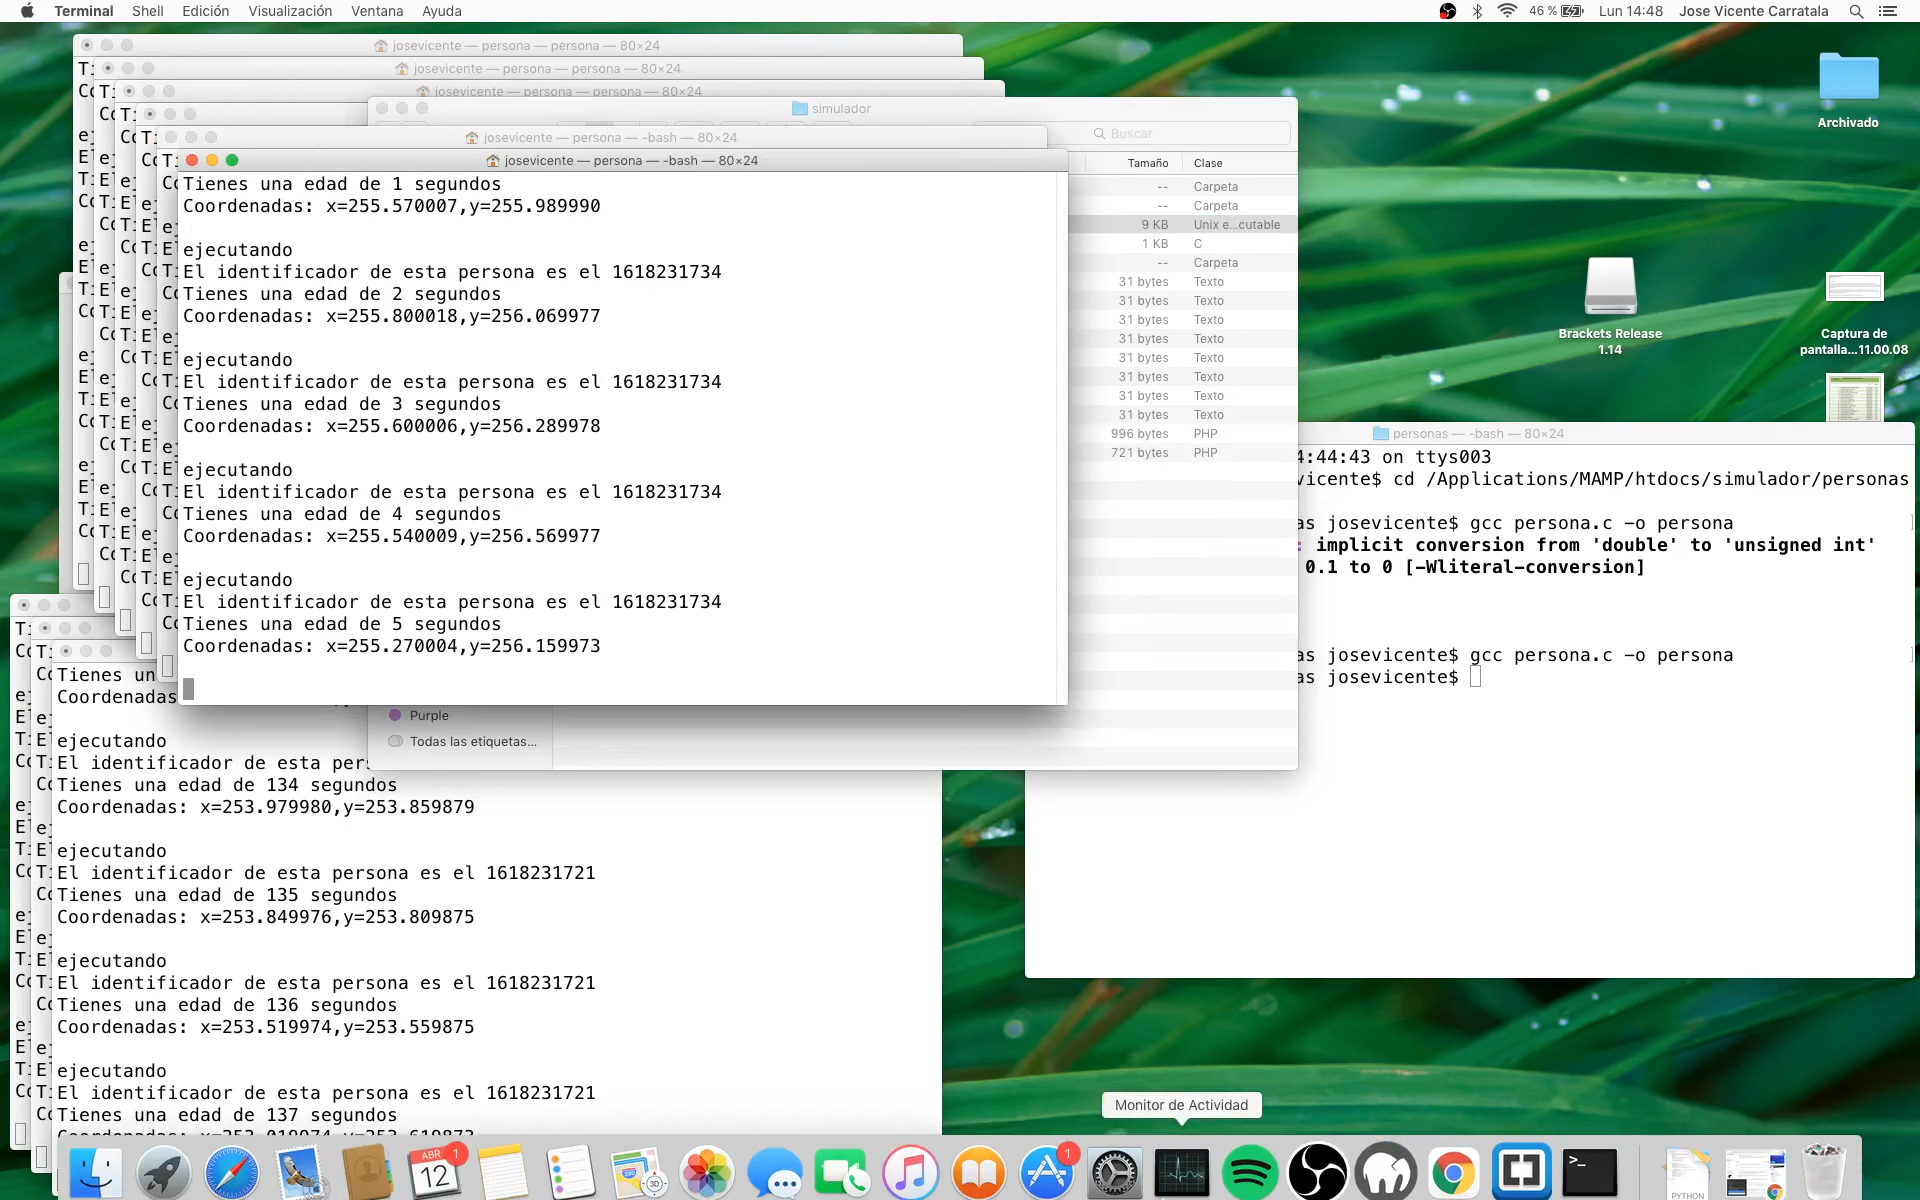 Terminal Shell Edición Visualización Ventana Ayuda
46 % Lun 14:48 Jose Vicente Carratala
josevicente — persona — persona — 80×24
josevicente — persona — persona — 80×24
josevicente — persona — persona — 80×24
simulador
josevicente — persona — -bash — 80×24
Buscar
josevicente — persona — -bash — 80×24
Tienes una edad de 1 segundos
Coordenadas: x=255.570007,y=255.989990
ejecutando
El identificador de esta persona es el 1618231734
Tienes una edad de 2 segundos
Coordenadas: x=255.800018,y=256.069977
ejecutando
El identificador de esta persona es el 1618231734
Tienes una edad de 3 segundos
Coordenadas: x=255.600006,y=256.289978
ejecutando
El identificador de esta persona es el 1618231734
Tienes una edad de 4 segundos
Coordenadas: x=255.540009,y=256.569977
ejecutando
El identificador de esta persona es el 1618231734
Tienes una edad de 5 segundos
Coordenadas: x=255.270004,y=256.159973
Tamaño Clase
-- Carpeta
-- Carpeta
9 KB Unix e...cutable
1 KB C
-- Carpeta
31 bytes Texto
31 bytes Texto
31 bytes Texto
31 bytes Texto
31 bytes Texto
31 bytes Texto
31 bytes Texto
31 bytes Texto
996 bytes PHP
721 bytes PHP
Purple
Todas las etiquetas...
Archivado
Brackets Release
1.14
Captura de
pantalla...11.00.08
personas — -bash — 80×24
4:44:43 on ttys003
vicente$ cd /Applications/MAMP/htdocs/simulador/personas
as josevicente$ gcc persona.c -o persona
: implicit conversion from 'double' to 'unsigned int'
0.1 to 0 [-Wliteral-conversion]
as josevicente$ gcc persona.c -o persona
as josevicente$
Tienes un
Coordenadas
ejecutando
El identificador de esta pers
Tienes una edad de 134 segundos
Coordenadas: x=253.979980,y=253.859879
ejecutando
El identificador de esta persona es el 1618231721
Tienes una edad de 135 segundos
Coordenadas: x=253.849976,y=253.809875
ejecutando
El identificador de esta persona es el 1618231721
Tienes una edad de 136 segundos
Coordenadas: x=253.519974,y=253.559875
ejecutando
El identificador de esta persona es el 1618231721
Tienes una edad de 137 segundos
Monitor de Actividad
ABR
12
1
1
3D
>_
PYTHON